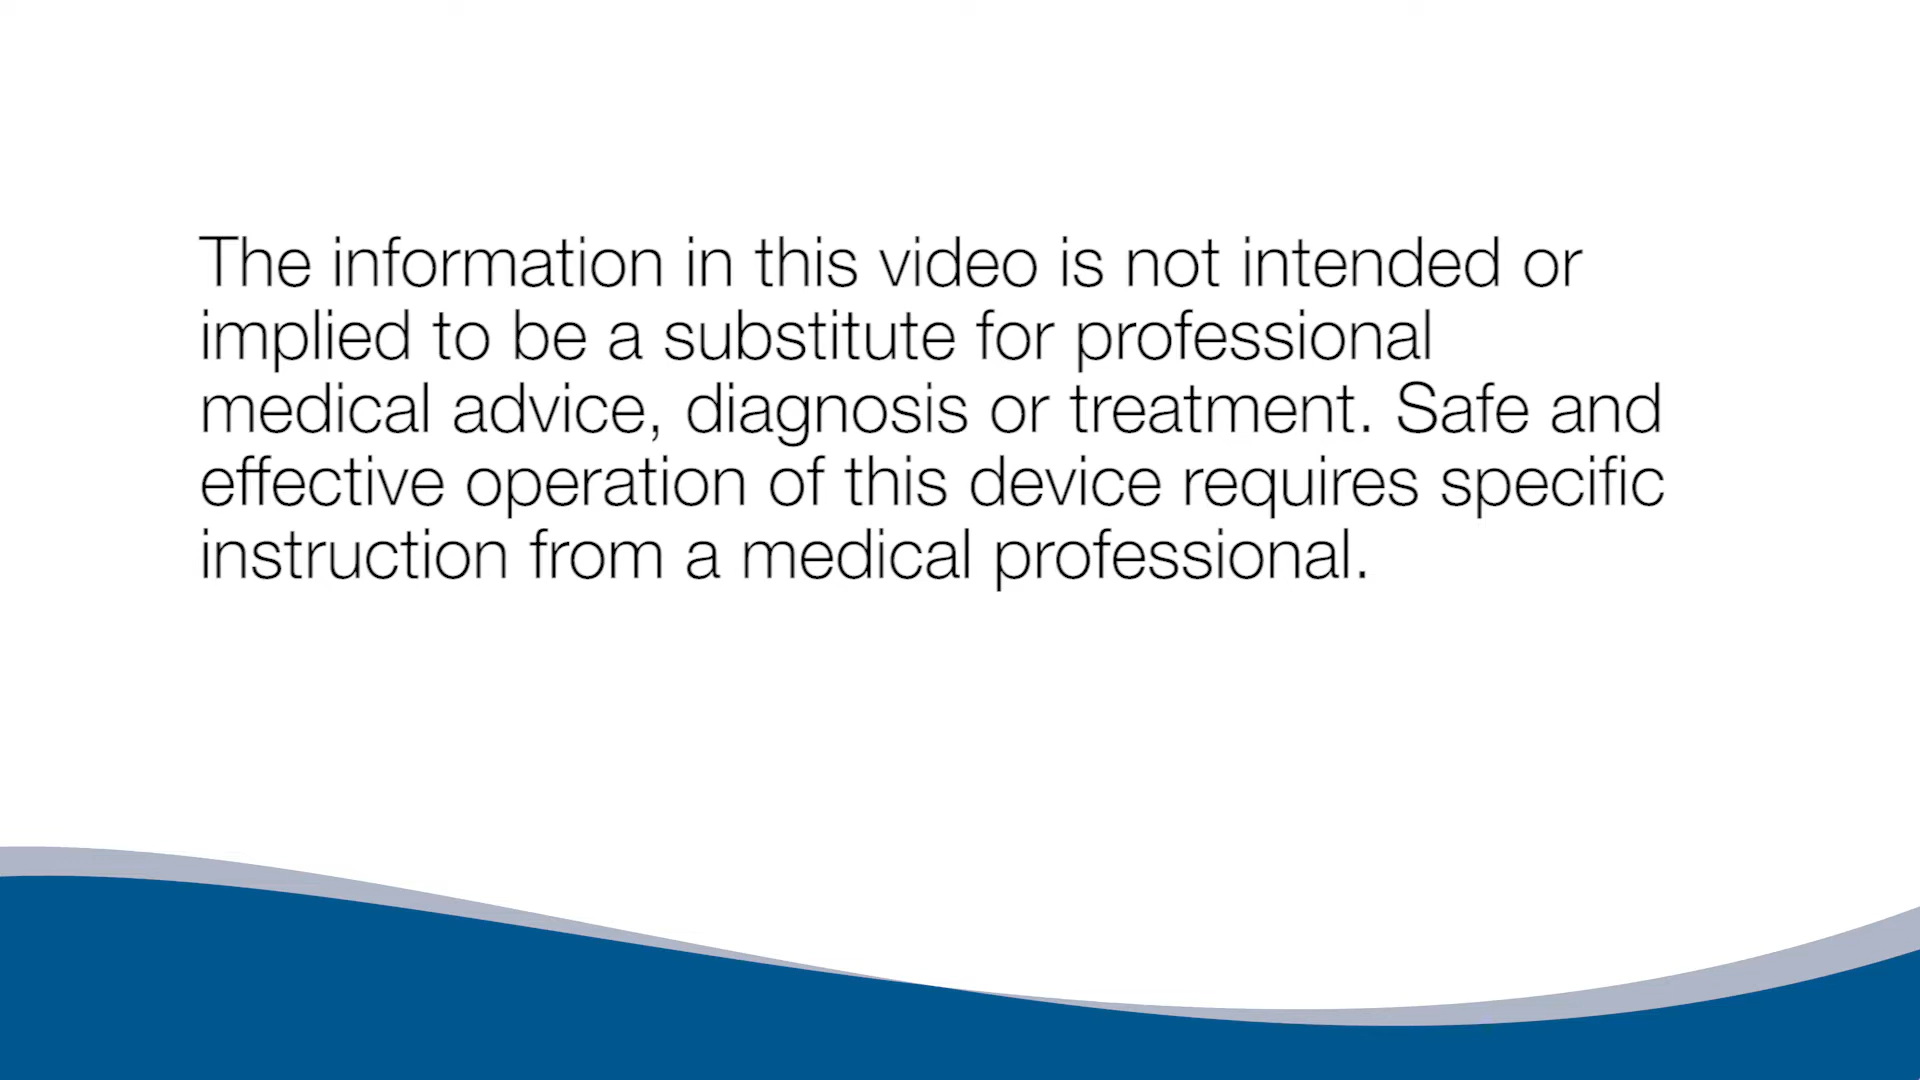 The information in this video is not intended or
implied to be a substitute for professional
medical advice, diagnosis or treatment. Safe and
effective operation of this device requires specific
instruction from a medical professional.